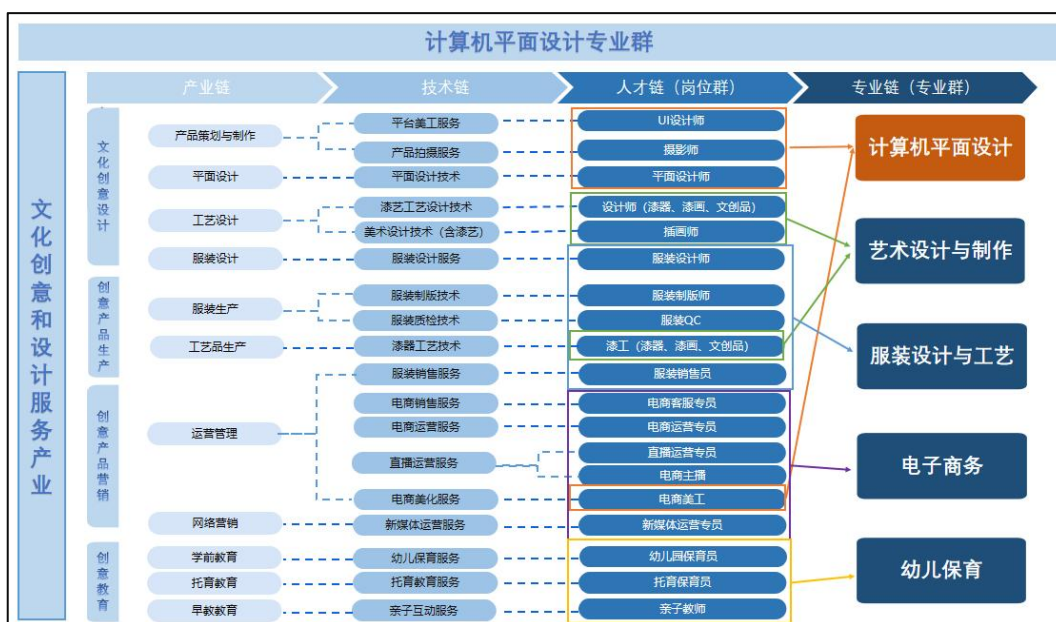 计算机平面设计专业群
文化创意和设计服务产业
产业链
技术链
人才链（岗位群）
专业链（专业群）
文化创意设计
产品策划与制作
平台美工服务
UI设计师
产品拍摄服务
摄影师
平面设计
平面设计技术
平面设计师
工艺设计
漆艺工艺设计技术
设计师（漆器、漆画、文创品）
美术设计技术（含漆艺）
插画师
服装设计
服装设计服务
服装设计师
创意产品生产
服装生产
服装制版技术
服装制版师
服装质检技术
服装QC
工艺品生产
漆器工艺技术
漆工（漆器、漆画、文创品）
创意产品营销
运营管理
服装销售服务
服装销售员
电商销售服务
电商客服专员
电商运营服务
电商运营专员
直播运营服务
直播运营专员
电商主播
电商美化服务
电商美工
网络营销
新媒体运营服务
新媒体运营专员
创意教育
学前教育
幼儿保育服务
幼儿园保育员
托育教育
托育教育服务
托育保育员
早教教育
亲子互动服务
亲子教师
计算机平面设计
艺术设计与制作
服装设计与工艺
电子商务
幼儿保育